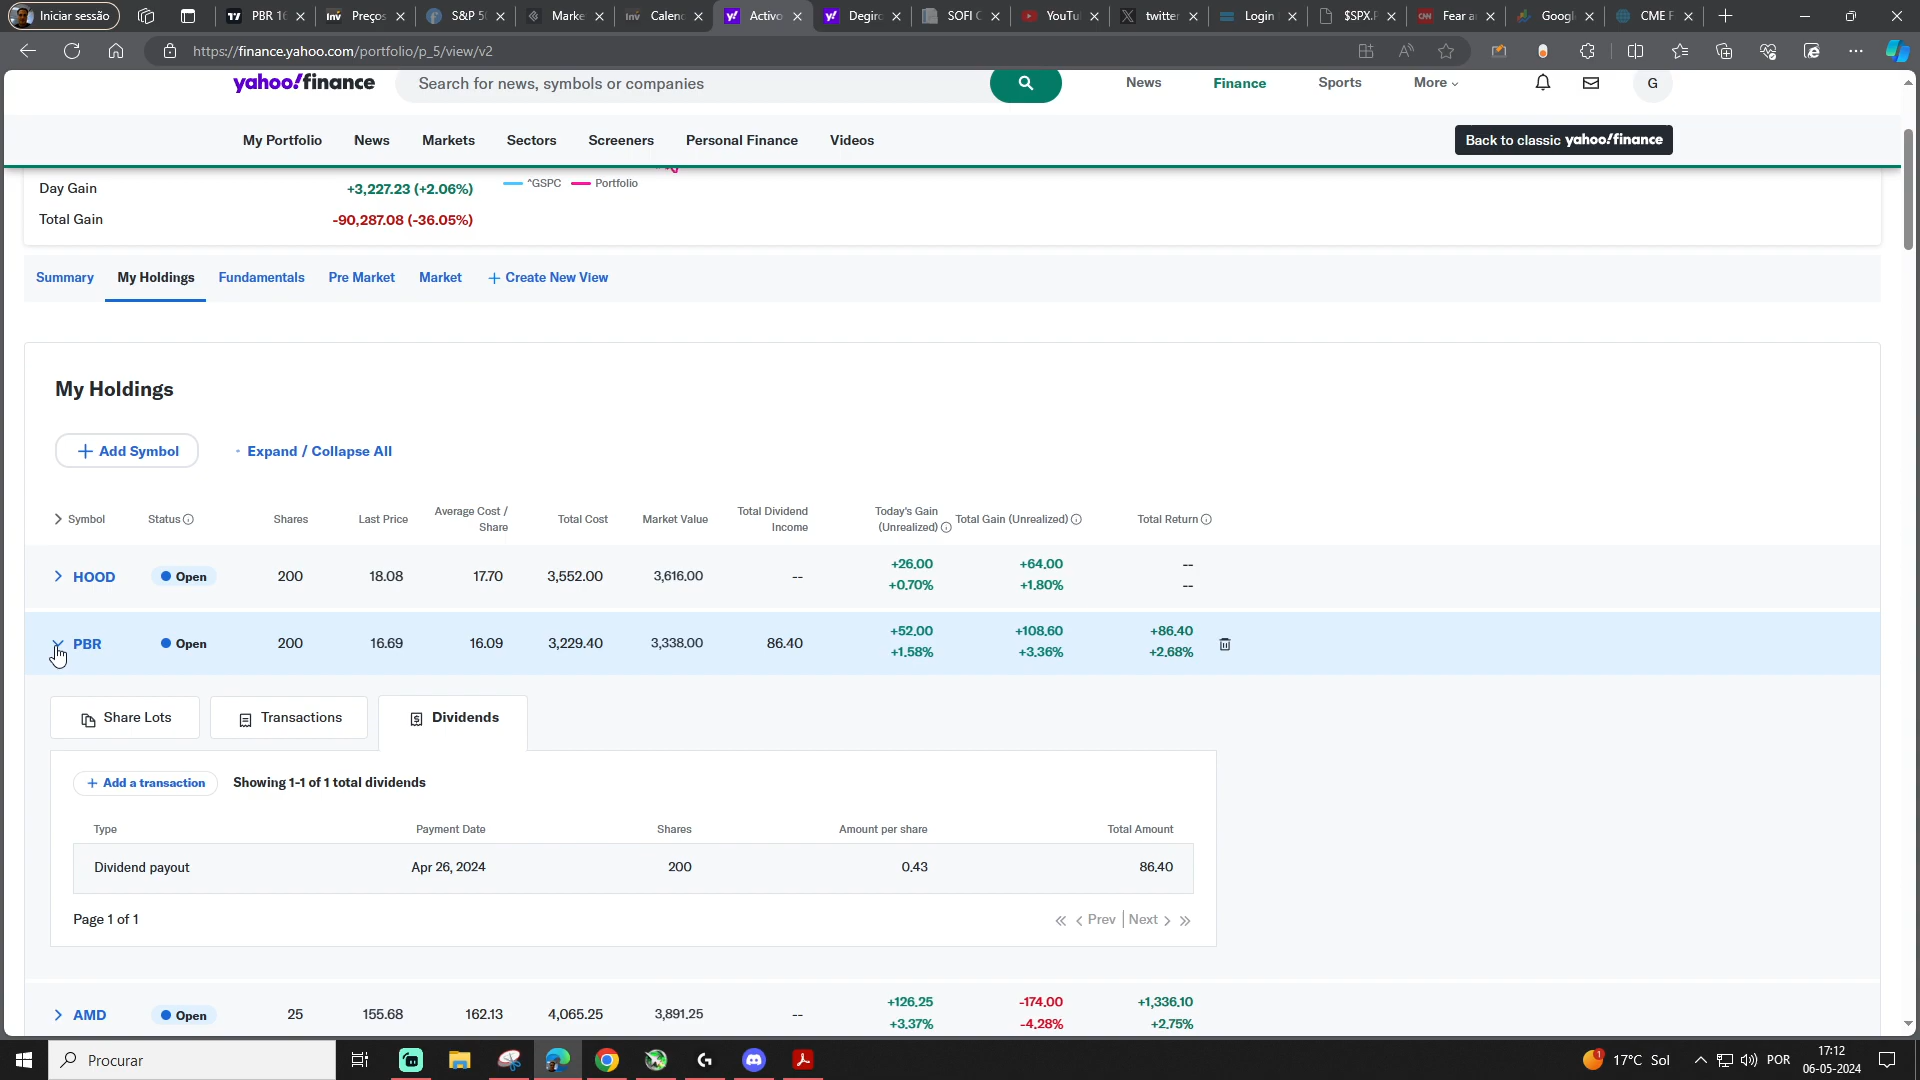 Iniciar sessão
PBR 16
Preços
S&P 50
Marke
Calenc
Activo
Degiro
SOFI C
YouTu
twitter
Login
$SPX.P
Fear a
Googl
CME F
https://finance.yahoo.com/portfolio/p_5/view/v2
yahoo!finance
Search for news, symbols or companies
News
Finance
Sports
More
G
My Portfolio
News
Markets
Sectors
Screeners
Personal Finance
Videos
Back to classic yahoo!finance
Day Gain
+3,227.23 (+2.06%)
^GSPC
Portfolio
Total Gain
-90,287.08 (-36.05%)
Summary
My Holdings
Fundamentals
Pre Market
Market
+ Create New View
My Holdings
+ Add Symbol
Expand / Collapse All
Symbol
Status
Shares
Last Price
Average Cost /
Share
Total Cost
Market Value
Total Dividend
Income
Today's Gain
(Unrealized)
Total Gain (Unrealized)
Total Return
HOOD
Open
200
18.08
17.70
3,552.00
3,616.00
--
+26.00
+0.70%
+64.00
+1.80%
--
--
PBR
Open
200
16.69
16.09
3,229.40
3,338.00
86.40
+52.00
+1.58%
+108.60
+3.36%
+86.40
+2.68%
Share Lots
Transactions
Dividends
+ Add a transaction
Showing 1-1 of 1 total dividends
Type
Payment Date
Shares
Amount per share
Total Amount
Dividend payout
Apr 26, 2024
200
0.43
86.40
Page 1 of 1
Prev
Next
AMD
Open
25
155.68
162.13
4,065.25
3,891.25
--
+126.25
+3.37%
-174.00
-4.28%
+1,336.10
+2.75%
Procurar
17°C Sol
POR
17:12
06-05-2024